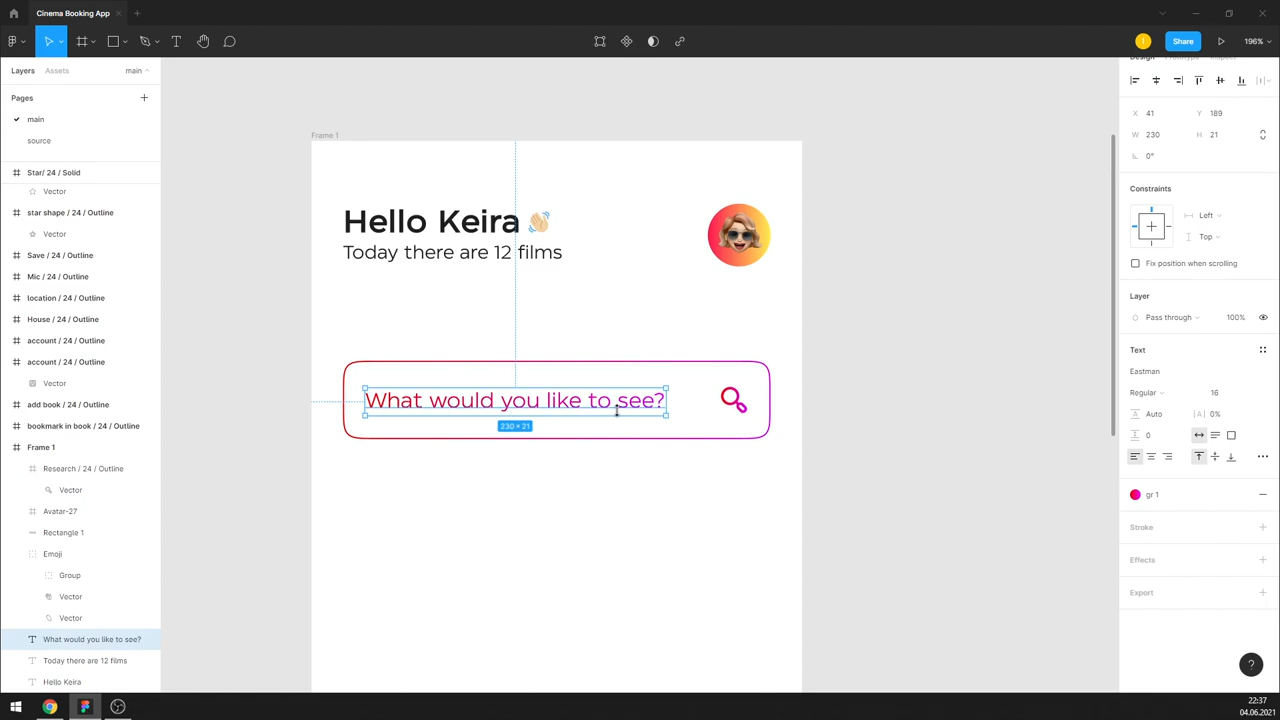 Cinema Booking App
Share
196%
Layers
Assets
main
Pages
main
source
Star/ 24 / Solid
Vector
star shape / 24 / Outline
Vector
Save / 24 / Outline
Mic / 24 / Outline
location / 24 / Outline
House / 24 / Outline
account / 24 / Outline
account / 24 / Outline
Vector
add book / 24 / Outline
bookmark in book / 24 / Outline
Frame 1
Research / 24 / Outline
Vector
Avatar-27
Rectangle 1
Emoji
Group
Vector
Vector
What would you like to see?
Today there are 12 films
Hello Keira
Frame 1
Hello Keira
Today there are 12 films
What would you like to see?
230 × 21
Design
Prototype
Inspect
X 41
Y 189
W 230
H 21
0°
Constraints
Left
Top
Fix position when scrolling
Layer
Pass through
100%
Text
Eastman
Regular
16
Auto
0%
0
gr 1
Stroke
Effects
Export
?
22:37
04.06.2021